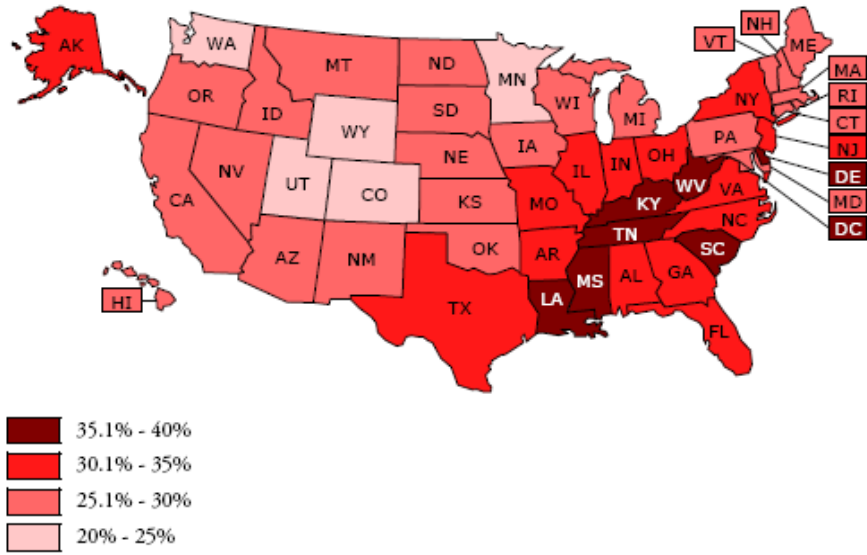 AK
WA
MT
ND
MN
VT
NH
ME
OR
ID
SD
WI
MI
NY
MA
RI
CT
NJ
WY
IA
PA
DE
MD
DC
NV
UT
CO
NE
IL
IN
OH
WV
VA
CA
KS
MO
KY
NC
AZ
NM
OK
AR
TN
SC
HI
TX
LA
MS
AL
GA
FL
35.1% - 40%
30.1% - 35%
25.1% - 30%
20% - 25%